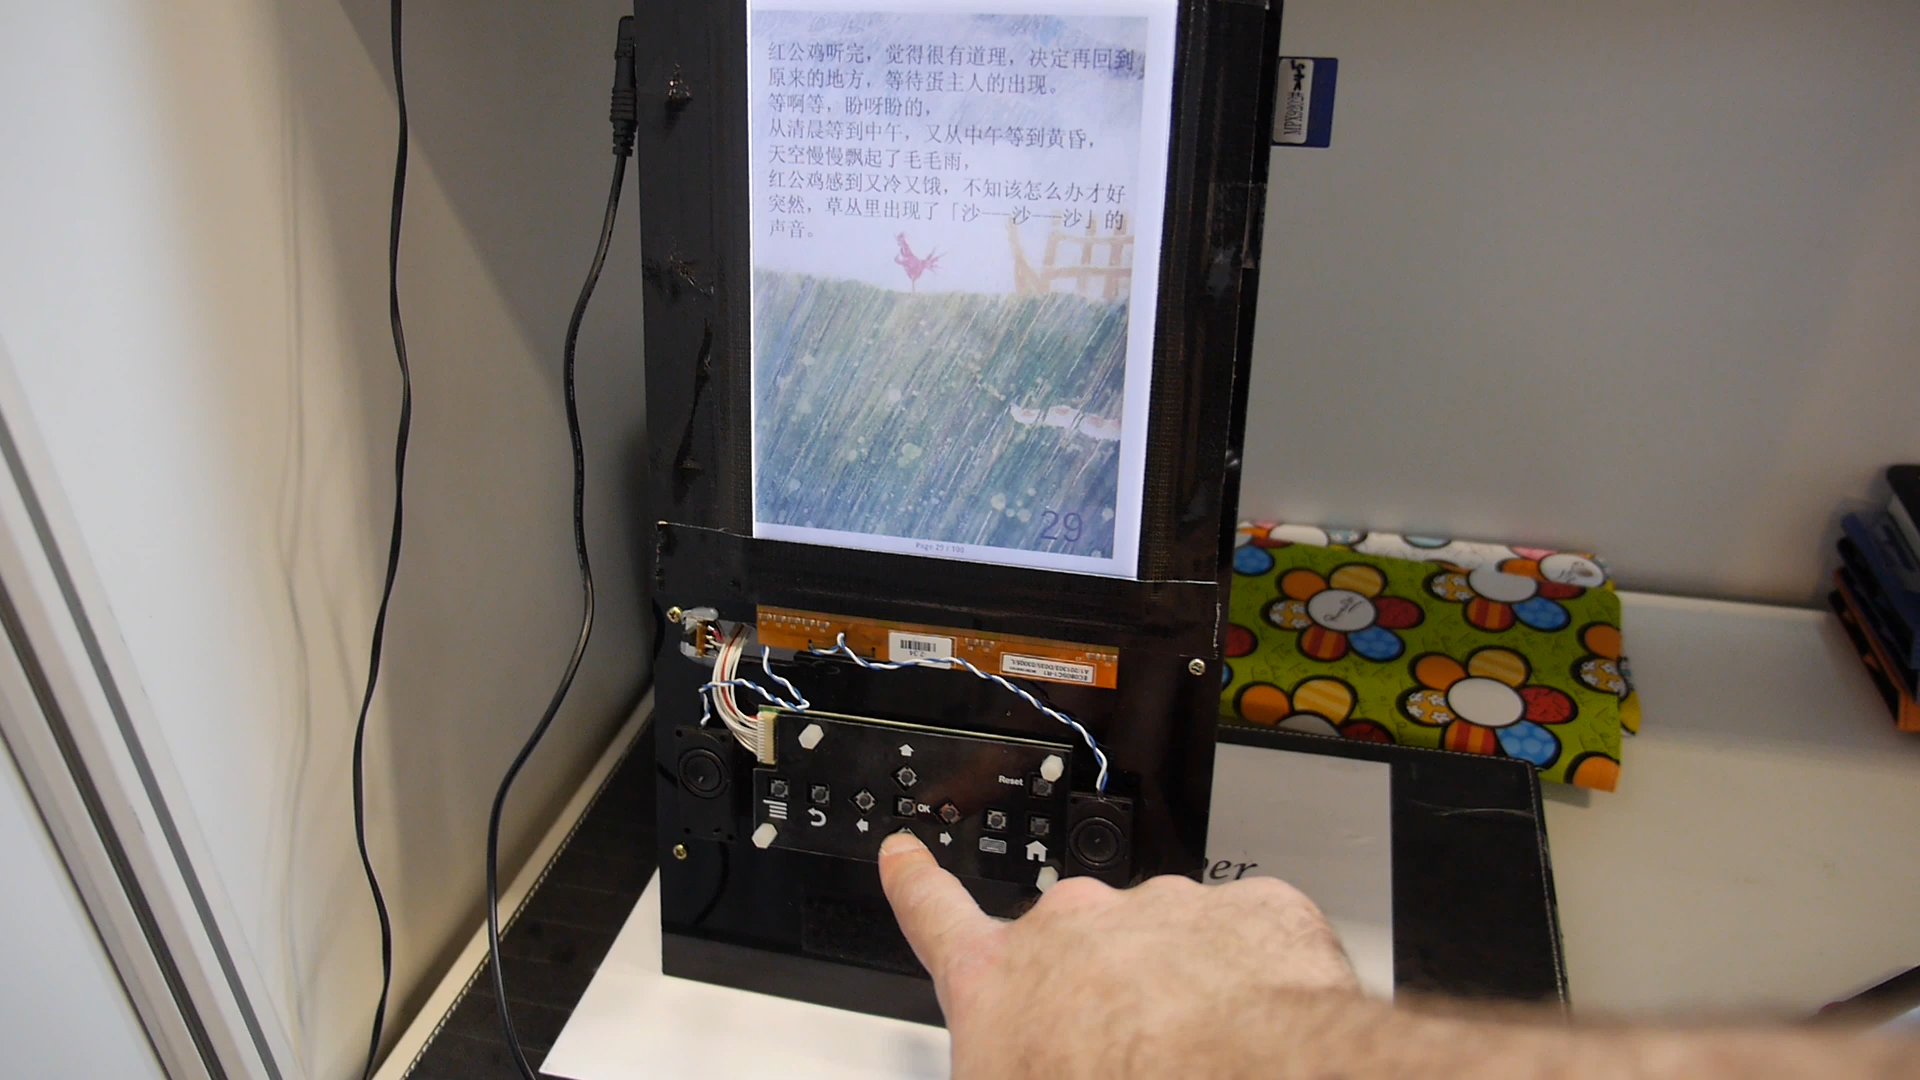 红公鸡听完，觉得很有道理，决定再回到
原来的地方，等待蛋主人的出现。
等啊等，盼呀盼的，
从清晨等到中午，又从中午等到黄昏，
天空慢慢飘起了毛毛雨，
红公鸡感到又冷又饿，不知该怎么办才好
突然，草丛里出现了「沙──沙──沙」的
声音。
29
Reset
OK